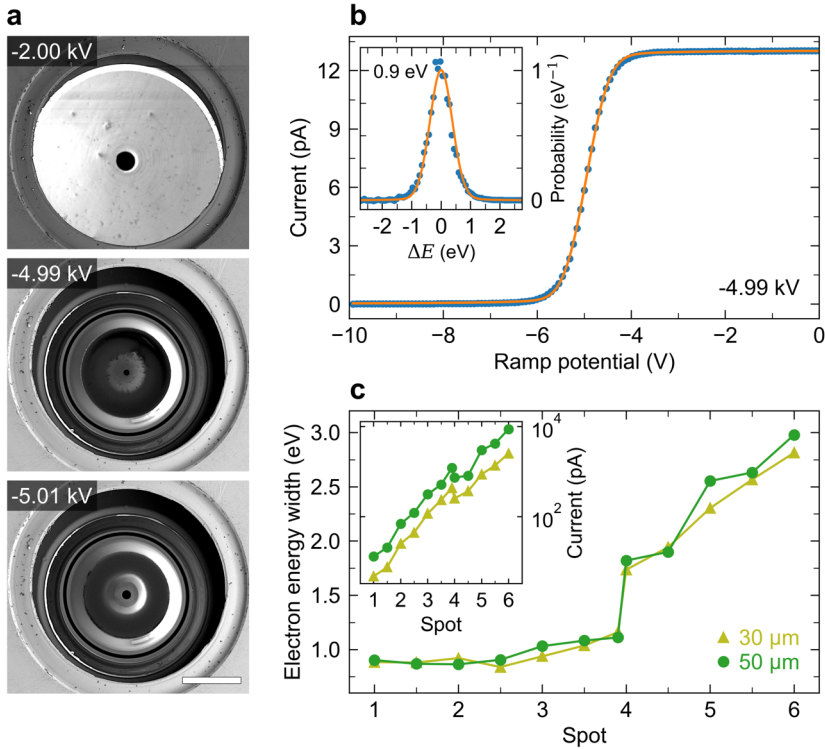 a
-2.00 kV
-4.99 kV
-5.01 kV
b
Current (pA)
12
9
6
3
0
0.9 eV
1
0
Probability (eV⁻¹)
−2 −1 0 1 2
ΔE (eV)
-4.99 kV
−10 −8 −6 −4 −2 0
Ramp potential (V)
c
Electron energy width (eV)
3.0
2.5
2.0
1.5
1.0
10⁴
10²
Current (pA)
1 2 3 4 5 6
Spot
30 µm
50 µm
1 2 3 4 5 6
Spot